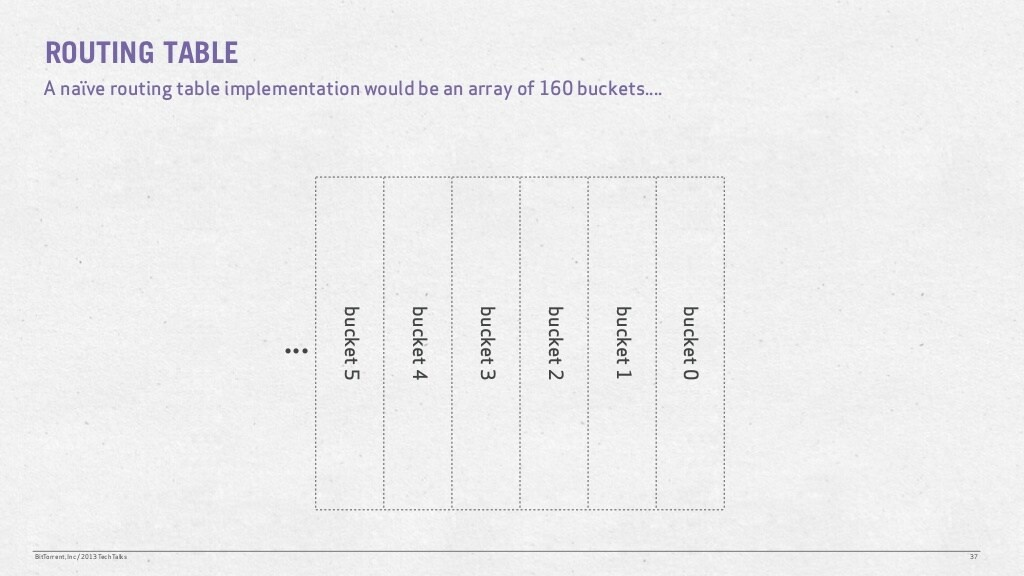 ROUTING TABLE
A naïve routing table implementation would be an array of 160 buckets....
...
bucket 5
bucket 4
bucket 3
bucket 2
bucket 1
bucket 0
BitTorrent, Inc / 2013 Tech Talks
37